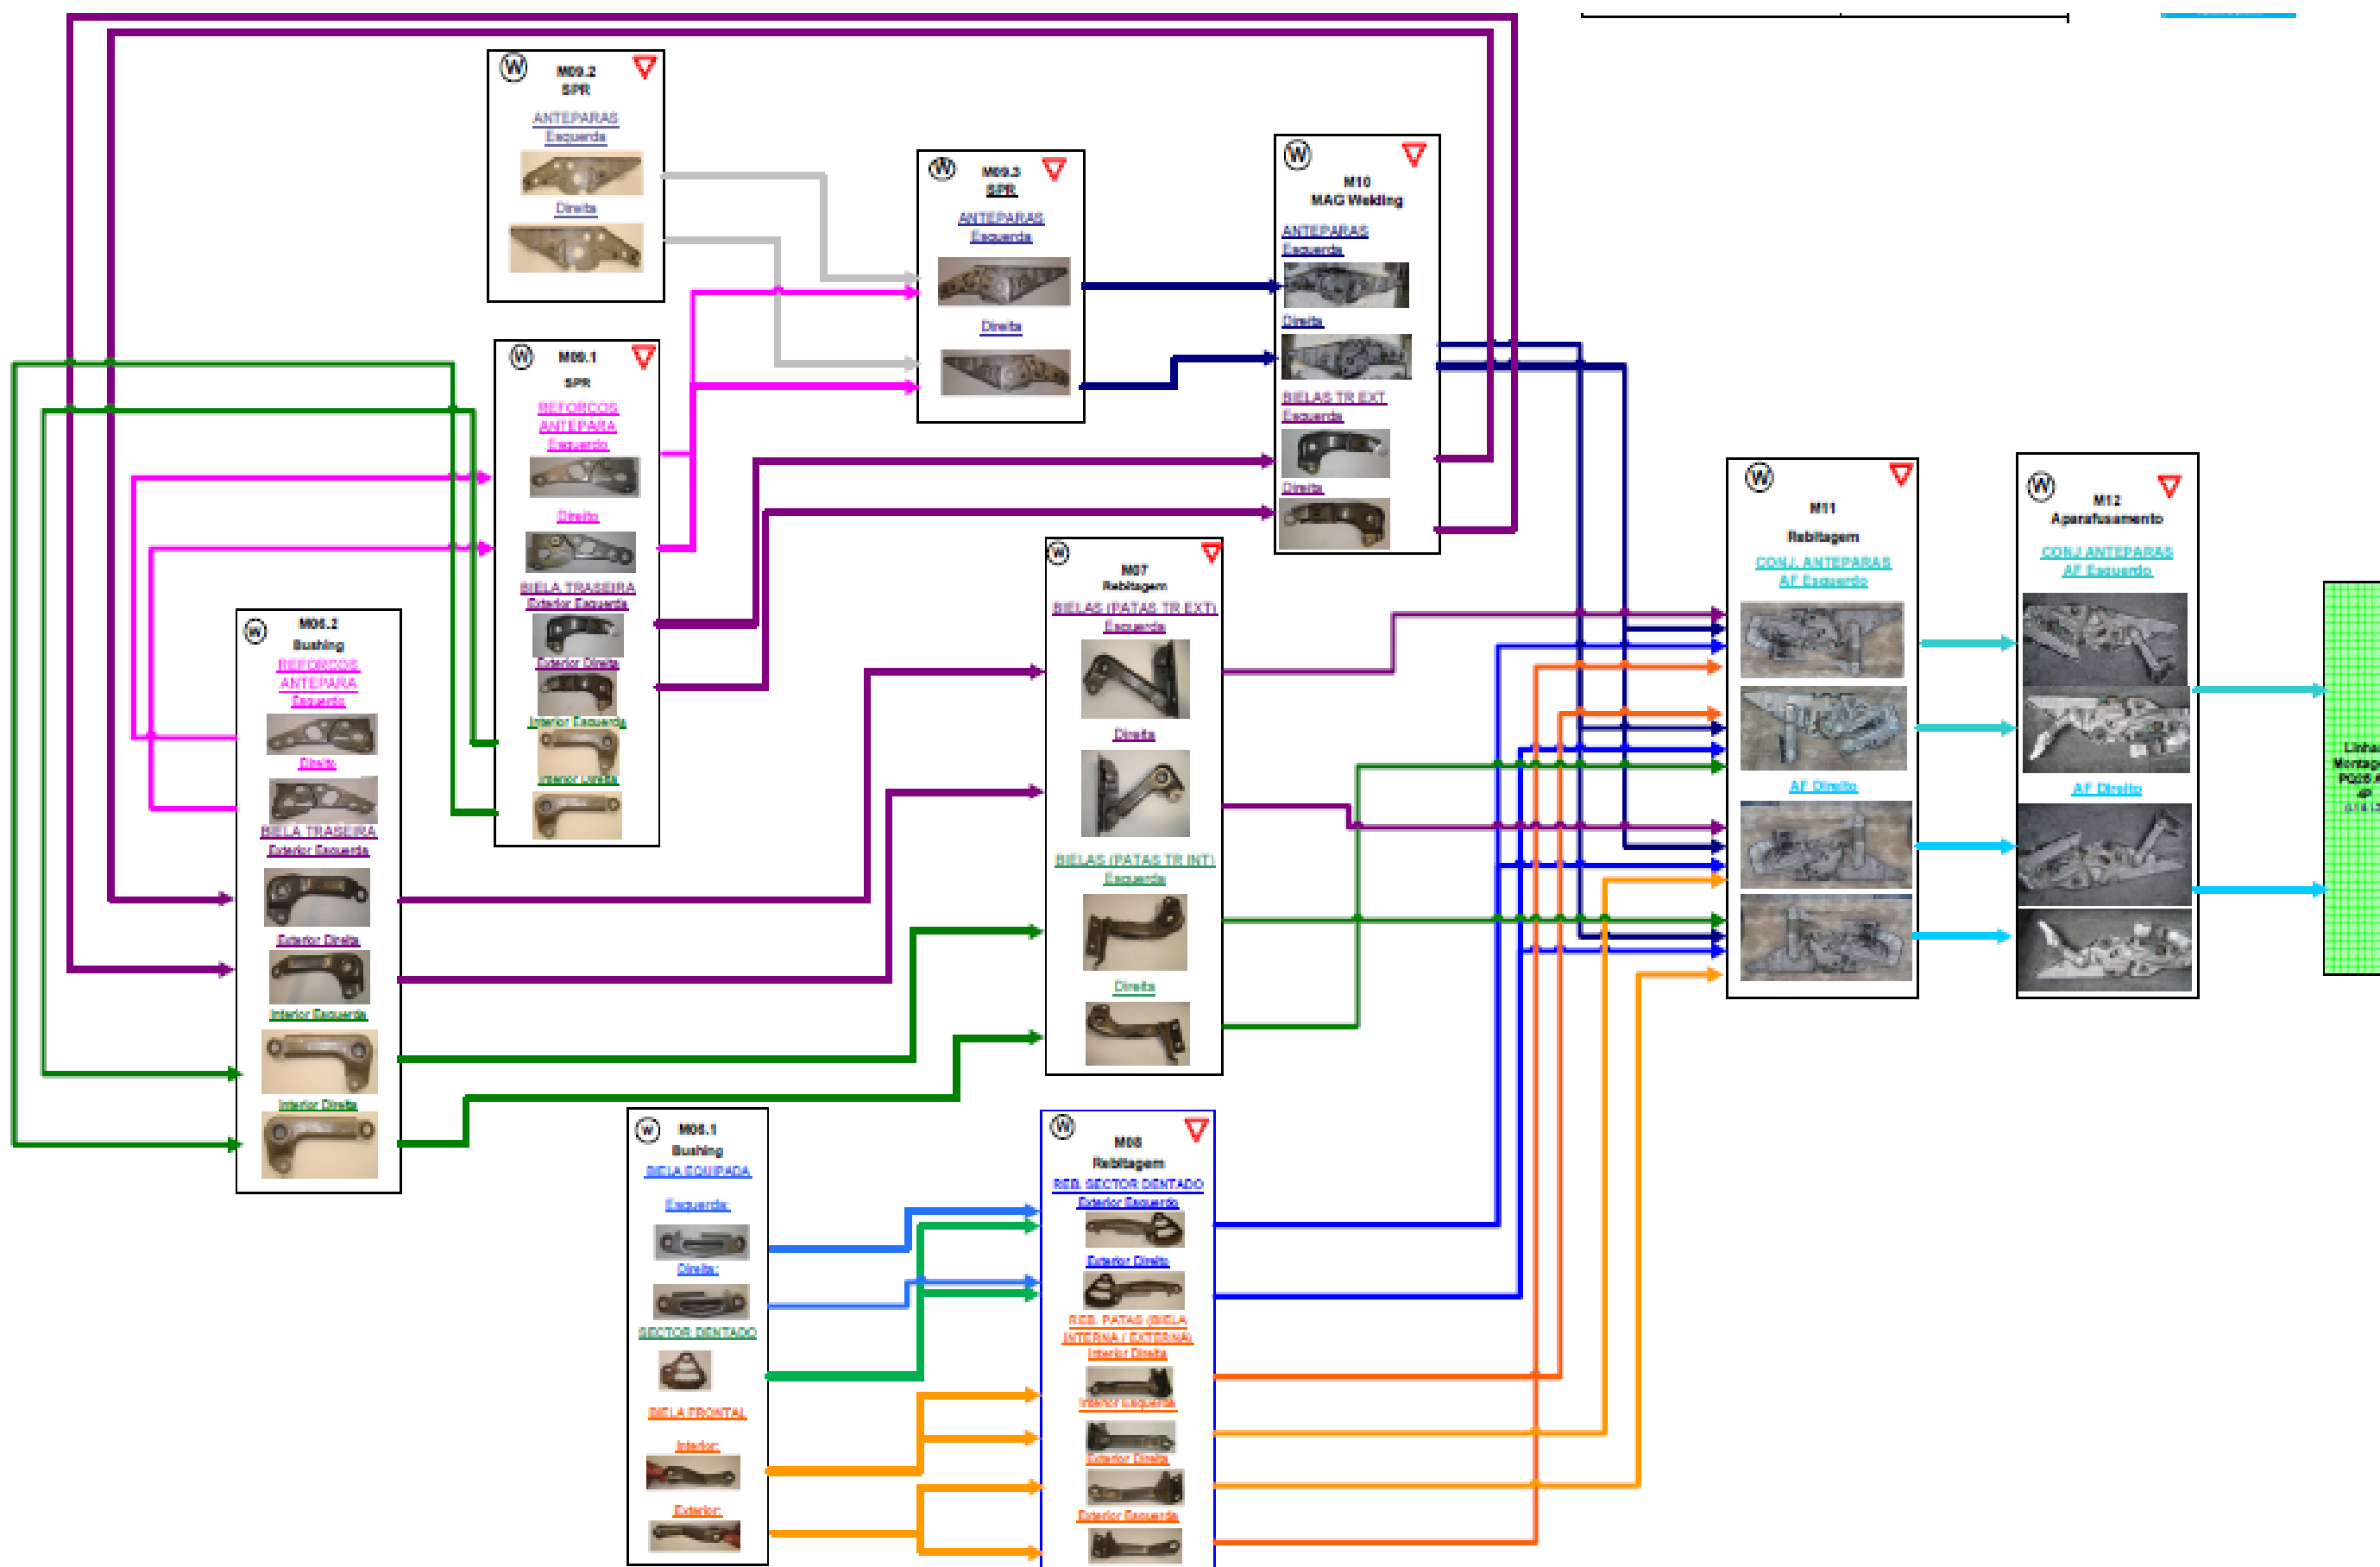 W
M09.2
SPR
ANTEPARAS
Esquerda
Direita
W
M09.3
SPR
ANTEPARAS
Esquerda
Direita
W
M10
MAG Welding
ANTEPARAS
Esquerda
Direita
BIELAS TR EXT
Esquerda
Direita
W
M09.1
SPR
REFORCOS
ANTEPARA
Esquerdo
Direito
BIELA TRASEIRA
Exterior Esquerda
Exterior Direita
Interior Esquerda
Interior Direita
W
M06.2
Bushing
REFORCOS
ANTEPARA
Esquerdo
Direito
BIELA TRASEIRA
Exterior Esquerda
Exterior Direita
Interior Esquerda
Interior Direita
W
M07
Rebitagem
BIELAS (PATAS TR EXT)
Esquerda
Direita
BIELAS (PATAS TR INT)
Esquerda
Direita
W
M06.1
Bushing
BIELA EQUIPADA
Esquerda:
Direita:
SECTOR DENTADO
BIELA FRONTAL
Interior:
Exterior:
W
M08
Rebitagem
REB. SECTOR DENTADO
Exterior Esquerdo
Exterior Direito
REB. PATAS (BIELA
INTERNA / EXTERNA)
Interior Direita
Interior Esquerda
Exterior Direita
Exterior Esquerda
W
M11
Rebitagem
CONJ. ANTEPARAS
AF Esquerdo
AF Direito
W
M12
Aparafusamento
CONJ ANTEPARAS
AF Esquerdo
AF Direito